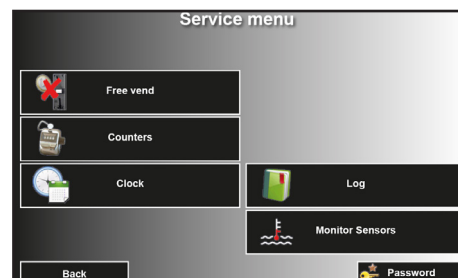 Service menu
Free vend
Counters
Clock
Log
Monitor Sensors
Back
Password